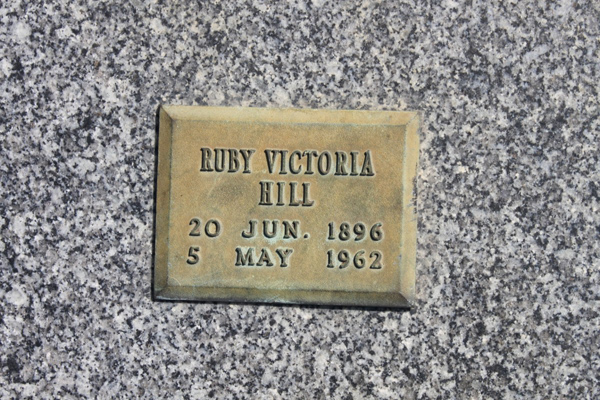 RUBY VICTORIA
HILL
20 JUN. 1896
5 MAY 1962